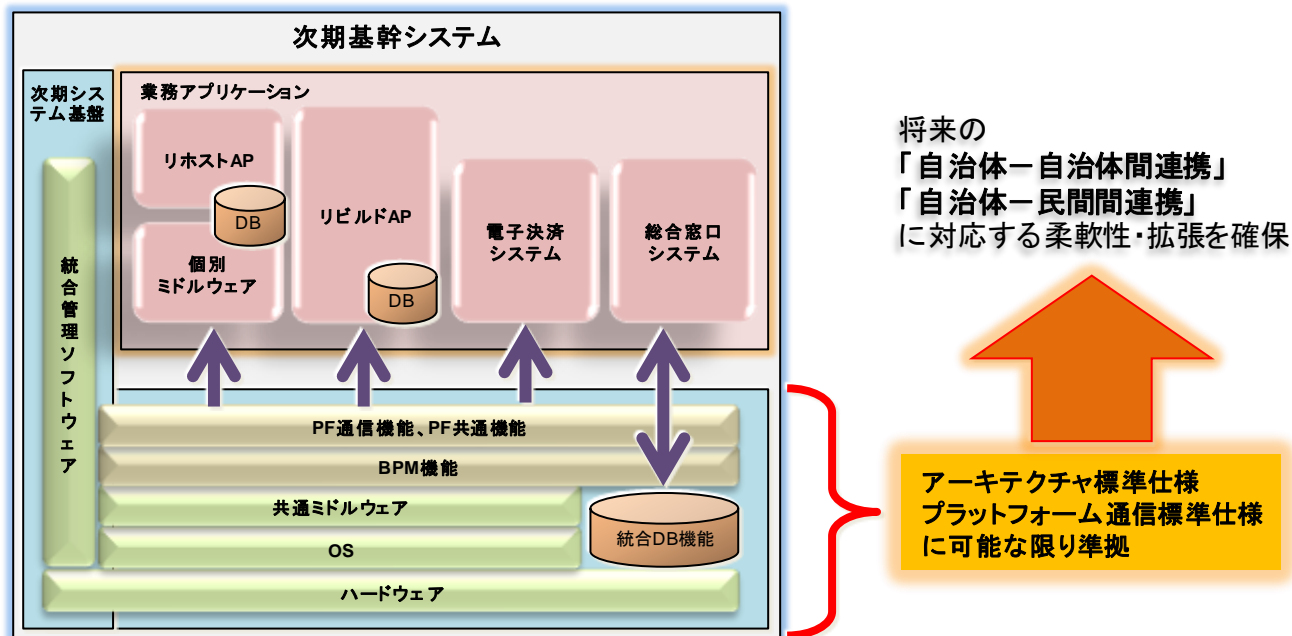 次期基幹システム
次期シス
テム基盤
業務アプリケーション
リホストAP
DB
個別
ミドルウェア
リビルドAP
DB
電子決済
システム
総合窓口
システム
統合管理ソフトウェア
PF通信機能、PF共通機能
BPM機能
共通ミドルウェア
OS
統合DB機能
ハードウェア
将来の
「自治体－自治体間連携」
「自治体－民間間連携」
に対応する柔軟性・拡張を確保
アーキテクチャ標準仕様
プラットフォーム通信標準仕様
に可能な限り準拠